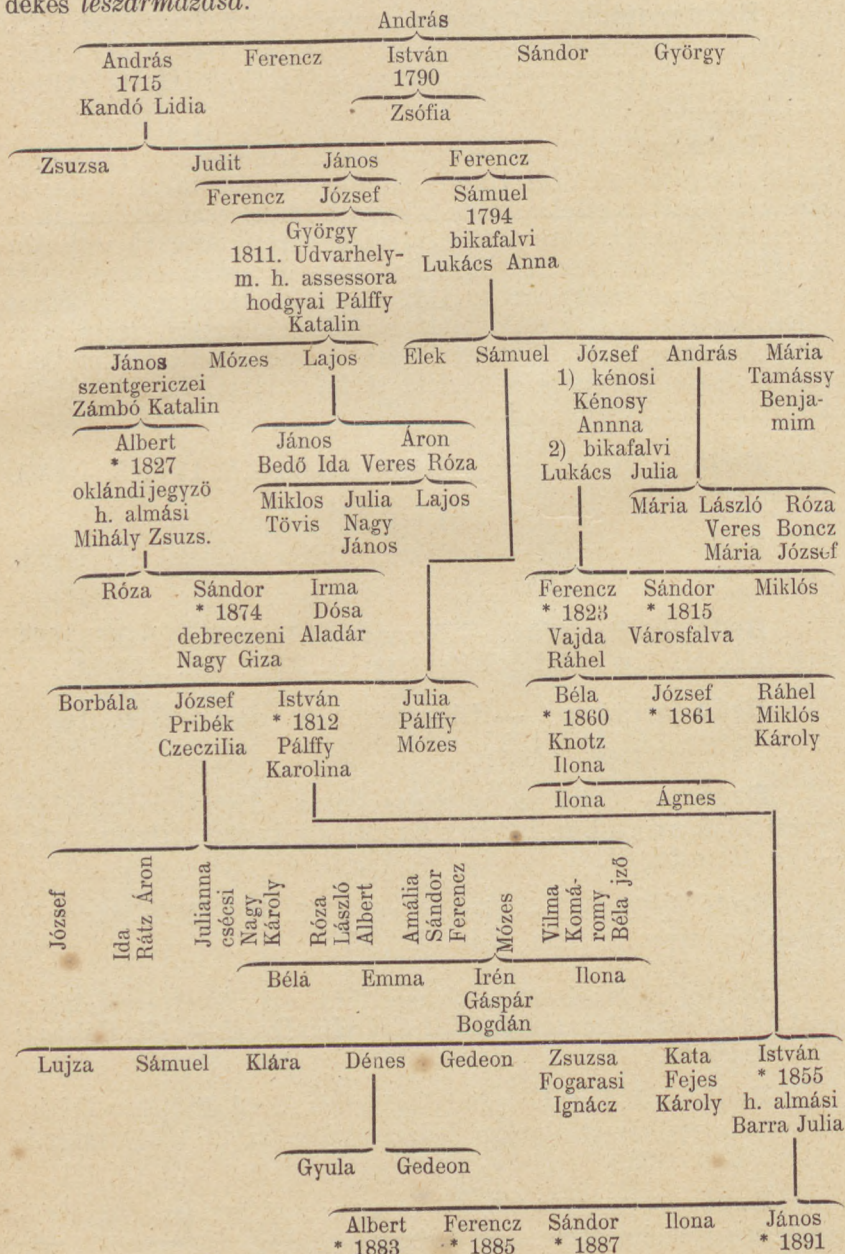 dékes leszármazása.
András
András Ferencz István Sándor György
1715 1790
Kandó Lidia Zsófia
Zsuzsa Judit János Ferencz
Ferencz József Sámuel
György 1794
1811. Udvarhely- bikafalvi
m. h. assessora Lukács Anna
hodgyai Pálffy
Katalin
János Mózes Lajos Elek Sámuel József András Mária
szentgericzei 1) kénosi Tamássy
Zámbó Katalin Kénosy Benja-
Annna mim
Albert János Áron 2) bikafalvi
* 1827 Bedő Ida Veres Róza Lukács Julia
oklándi jegyző Miklos Julia Lajos Mária László Róza
h. almási Tövis Nagy Veres Boncz
Mihály Zsuzs. János Mária József
Róza Sándor Irma Ferencz Sándor Miklós
* 1874 Dósa * 1823 * 1815
debreczeni Aladár Vajda Városfalva
Nagy Giza Ráhel
Borbála József István Julia Béla József Ráhel
Pribék * 1812 Pálffy * 1860 * 1861 Miklós
Czeczilia Pálffy Mózes Knotz Károly
Karolina Ilona
Ilona Ágnes
József
Ida
Rátz Áron
Julianna
csécsi
Nagy
Károly
Róza
László
Albert
Amália
Sándor
Ferencz
Mózes
Vilma
Komá-
romy
Béla jző
Béla Emma Irén Ilona
Gáspár
Bogdán
Lujza Sámuel Klára Dénes Gedeon Zsuzsa Kata István
Fogarasi Fejes * 1855
Ignácz Károly h. almási
Barra Julia
Gyula Gedeon
Albert Ferencz Sándor Ilona János
* 1883 * 1885 * 1887 * 1891